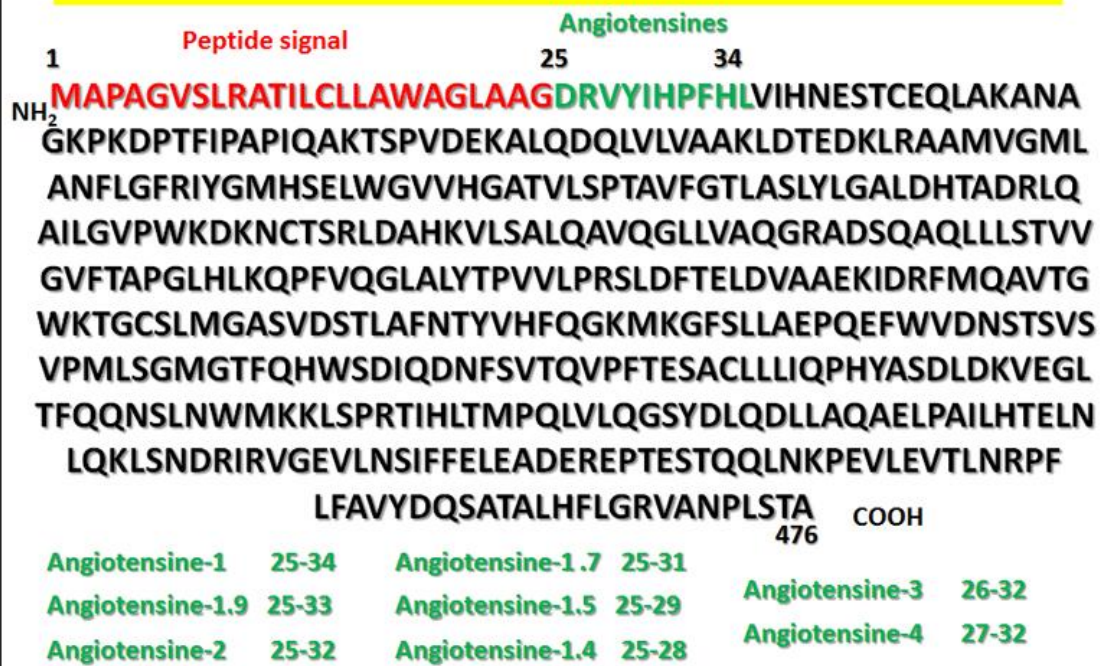 Angiotensines
Peptide signal
1 25 34
NH2 MAPAGVSLRATILCLLAWAGLAAGDRVYIHPFHLVIHNESTCEQLAKANA
GKPKDPTFIPAPIQAKTSPVDEKALQDQLVLVAAKLDTEDKLRAAMVGML
ANFLGFRIYGMHSELWGVVHGATVLSPTAVFGTLASLYLGALDHTADRLQ
AILGVPWKDKNCTSRLDAHKVLSALQAVQGLLVAQGRADSQAQLLLSTVV
GVFTAPGLHLKQPFVQGLALYTPVVLPRSLDFTELDVAAEKIDRFMQAVTG
WKTGCSLMGASVDSTLAFNTYVHFQGKMKGFSLLAEPQEFWVDNSTSVS
VPMLSGMGTFQHWSDIQDNFSVTQVPFTESACLLLIQPHYASDLDKVEGL
TFQQNSLNWMKKLSPRTIHLTMPQLVLQGSYDLQDLLAQAELPAILHTELN
LQKLSNDRIRVGEVLNSIFFELEADEREPTESTQQLNKPEVLEVTLNRPF
LFAVYDQSATALHFLGRVANPLSTA COOH
476
Angiotensine-1 25-34 Angiotensine-1.7 25-31
Angiotensine-3 26-32
Angiotensine-1.9 25-33 Angiotensine-1.5 25-29
Angiotensine-4 27-32
Angiotensine-2 25-32 Angiotensine-1.4 25-28